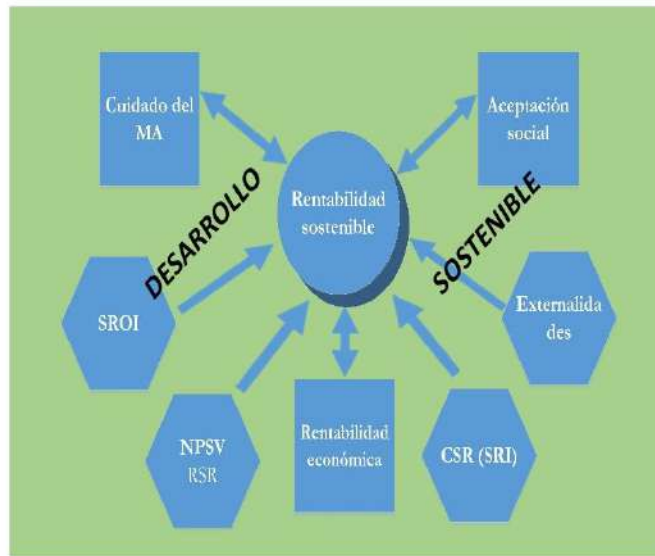 Cuidado del
MA
Aceptación
social
Rentabilidad
sostenible
DESARROLLO
SOSTENIBLE
SROI
Externalida
des
NPSV
RSR
Rentabilidad
económica
CSR (SRI)